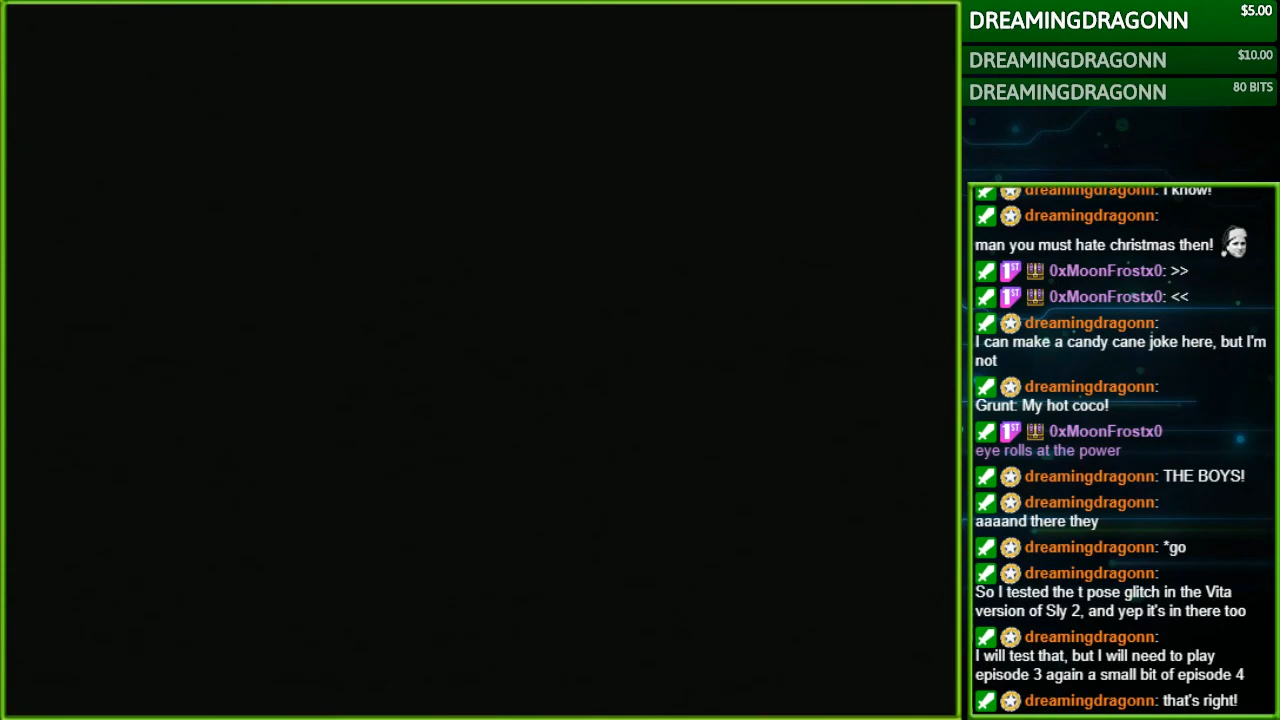 DREAMINGDRAGONN $5.00
DREAMINGDRAGONN $10.00
DREAMINGDRAGONN 80 BITS
dreamingdragonn: I know!
dreamingdragonn:
man you must hate christmas then!
1ST 0xMoonFrostx0: >>
1ST 0xMoonFrostx0: <<
dreamingdragonn:
I can make a candy cane joke here, but I'm
not
dreamingdragonn:
Grunt: My hot coco!
1ST 0xMoonFrostx0
eye rolls at the power
dreamingdragonn: THE BOYS!
dreamingdragonn:
aaaand there they
dreamingdragonn: *go
dreamingdragonn:
So I tested the t pose glitch in the Vita
version of Sly 2, and yep it's in there too
dreamingdragonn:
I will test that, but I will need to play
episode 3 again a small bit of episode 4
dreamingdragonn: that's right!